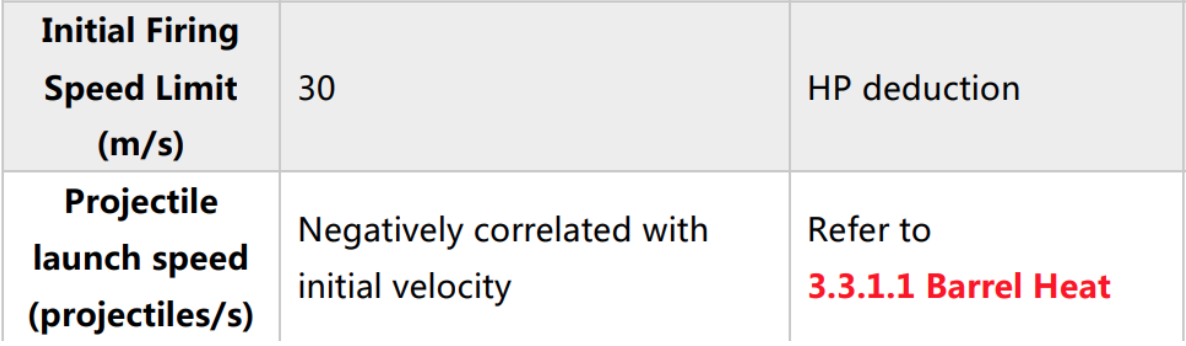 Initial Firing
Speed Limit
(m/s)
30
HP deduction
Projectile
launch speed
(projectiles/s)
Negatively correlated with
initial velocity
Refer to
3.3.1.1 Barrel Heat